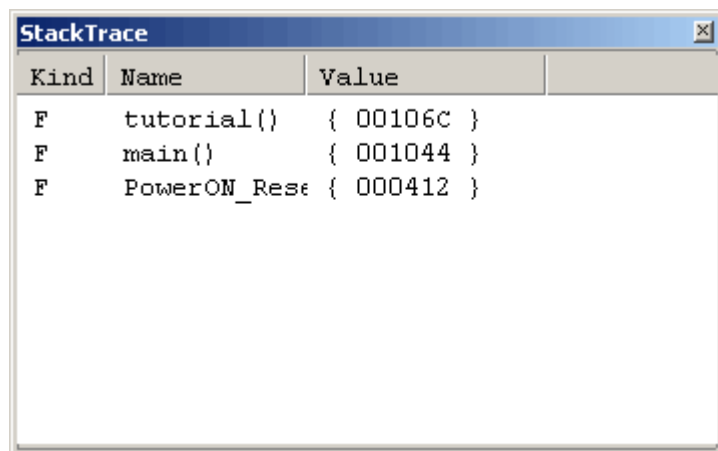 StackTrace
Kind Name Value
F tutorial() { 00106C }
F main() { 001044 }
F PowerON_Rese { 000412 }